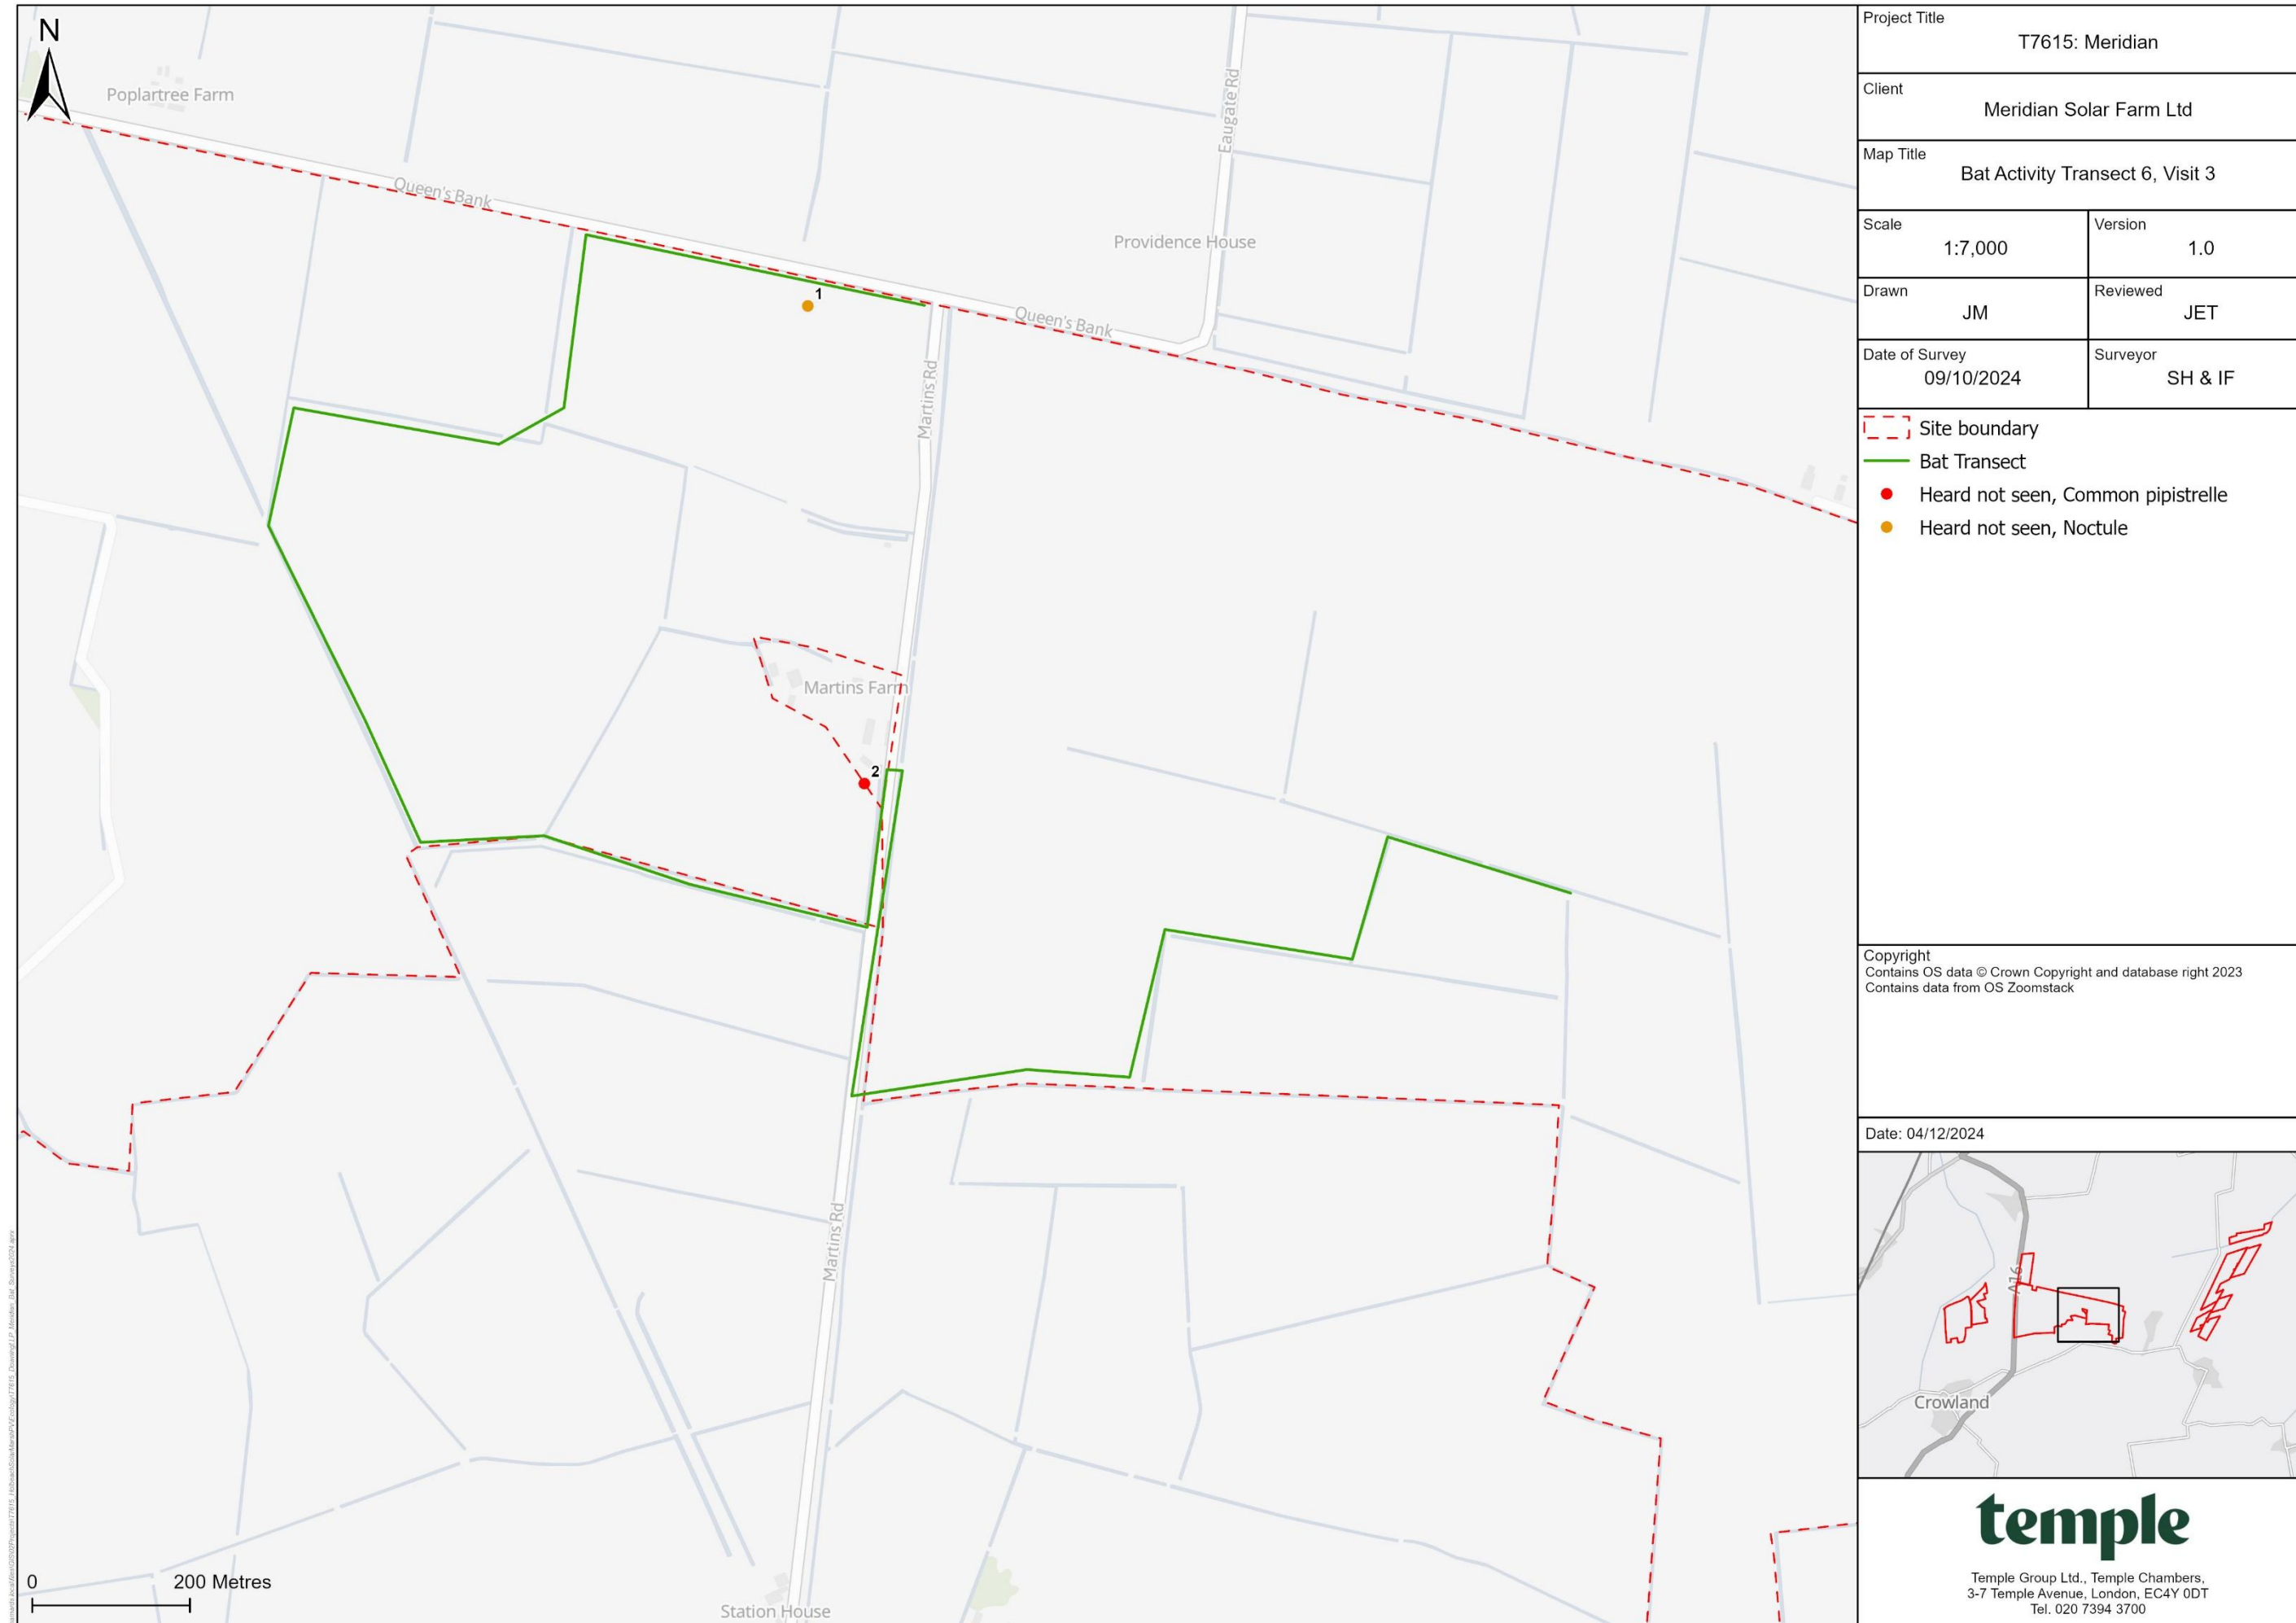 N
Poplartree Farm
Queen's Bank
Eaugate Rd
Providence House
1
Queen's Bank
Martins Rd
Martins Farm
2
Martins Rd
0 200 Metres
Station House
Project Title
T7615: Meridian
Client
Meridian Solar Farm Ltd
Map Title
Bat Activity Transect 6, Visit 3
Scale
1:7,000
Version
1.0
Drawn
JM
Reviewed
JET
Date of Survey
09/10/2024
Surveyor
SH & IF
Site boundary
Bat Transect
Heard not seen, Common pipistrelle
Heard not seen, Noctule
Copyright
Contains OS data © Crown Copyright and database right 2023
Contains data from OS Zoomstack
Date: 04/12/2024
A16
Crowland
temple
Temple Group Ltd., Temple Chambers,
3-7 Temple Avenue, London, EC4Y 0DT
Tel. 020 7394 3700